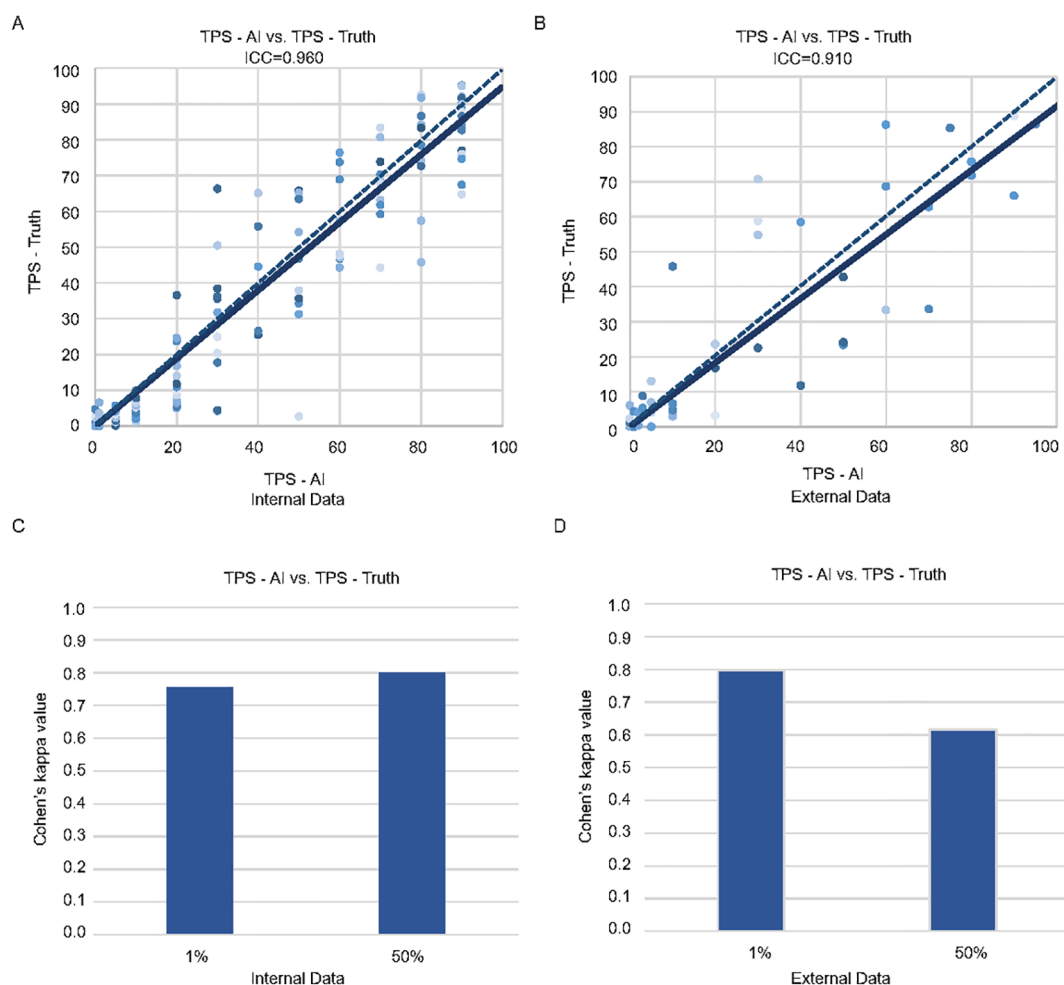 A
TPS - AI vs. TPS - Truth
ICC=0.960
100
90
80
70
60
50
40
30
20
10
0
TPS - Truth
0 20 40 60 80 100
TPS - AI
Internal Data
B
TPS - AI vs. TPS - Truth
ICC=0.910
100
90
80
70
60
50
40
30
20
10
0
TPS - Truth
0 20 40 60 80 100
TPS - AI
External Data
C
TPS - AI vs. TPS - Truth
1.0
0.9
0.8
0.7
0.6
0.5
0.4
0.3
0.2
0.1
0.0
Cohen's kappa value
1% 50%
Internal Data
D
TPS - AI vs. TPS - Truth
1.0
0.9
0.8
0.7
0.6
0.5
0.4
0.3
0.2
0.1
0.0
Cohen's kappa value
1% 50%
External Data